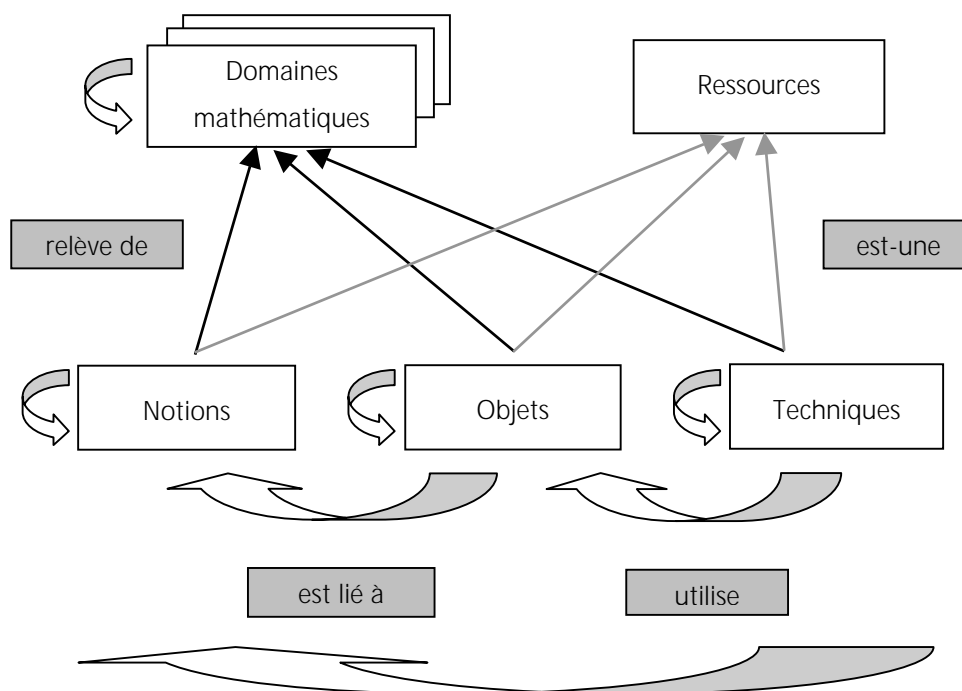 Domaines
mathématiques
Ressources
relève de
est-une
Notions
Objets
Techniques
est lié à
utilise